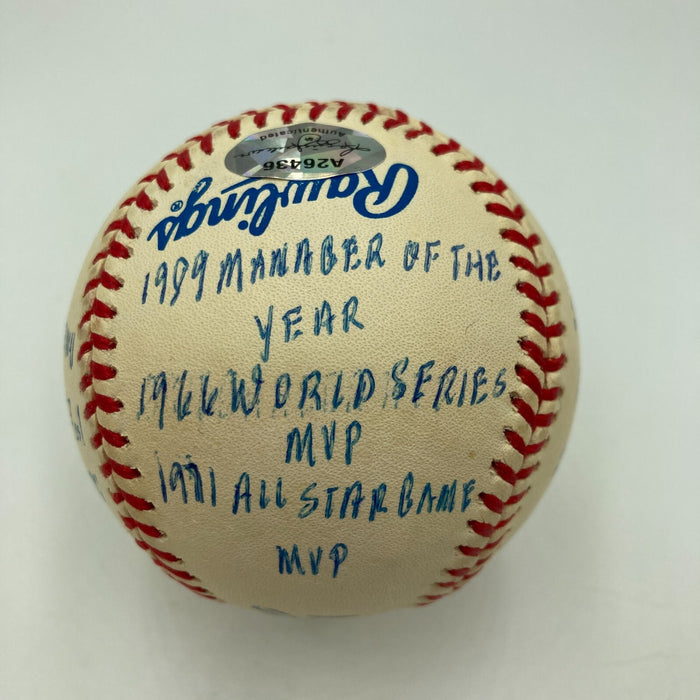 Authenticated
A26436
Rawlings®
1989 MANAGER OF THE
YEAR
1966 WORLD SERIES
MVP
1971 ALL STAR GAME
MVP